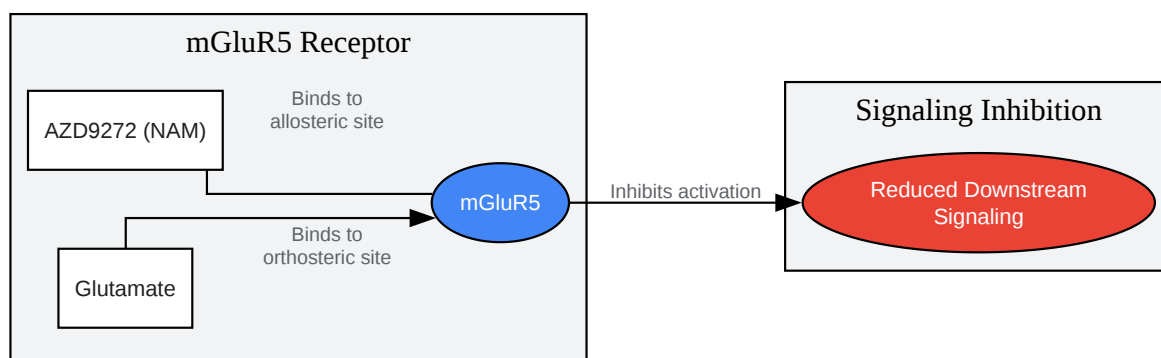 mGluR5 Receptor
Binds to
allosteric site
AZD9272 (NAM)
mGluR5
Binds to
orthosteric site
Glutamate
Inhibits activation
Signaling Inhibition
Reduced Downstream
Signaling